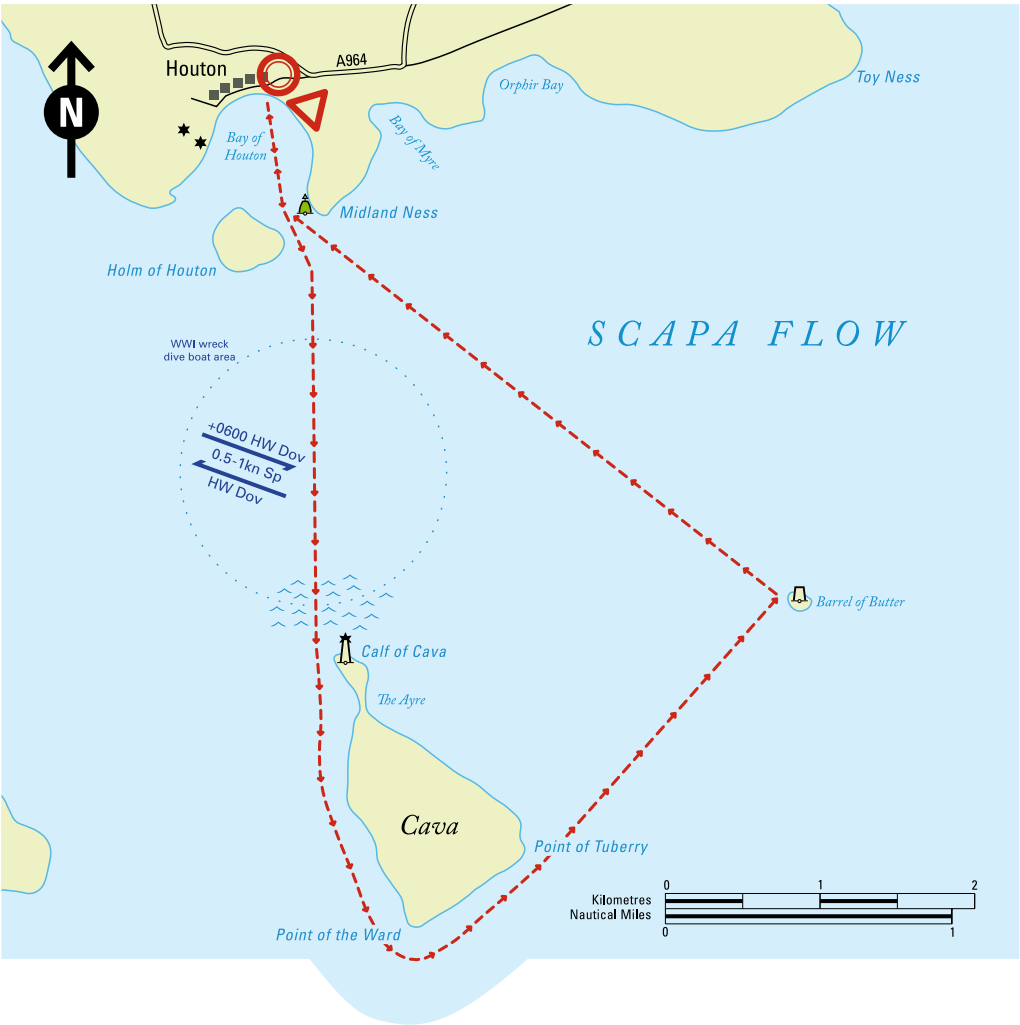 A964
Houton
Toy Ness
Orphir Bay
N
Bay of
Houton
Bay of Myre
Midland Ness
Holm of Houton
SCAPA FLOW
WWI wreck
dive boat area
+0600 HW Dov
0.5-1kn Sp
HW Dov
Barrel of Butter
Calf of Cava
The Ayre
Cava
Point of Tuberry
Point of the Ward
0 1 2
Kilometres
Nautical Miles
0 1